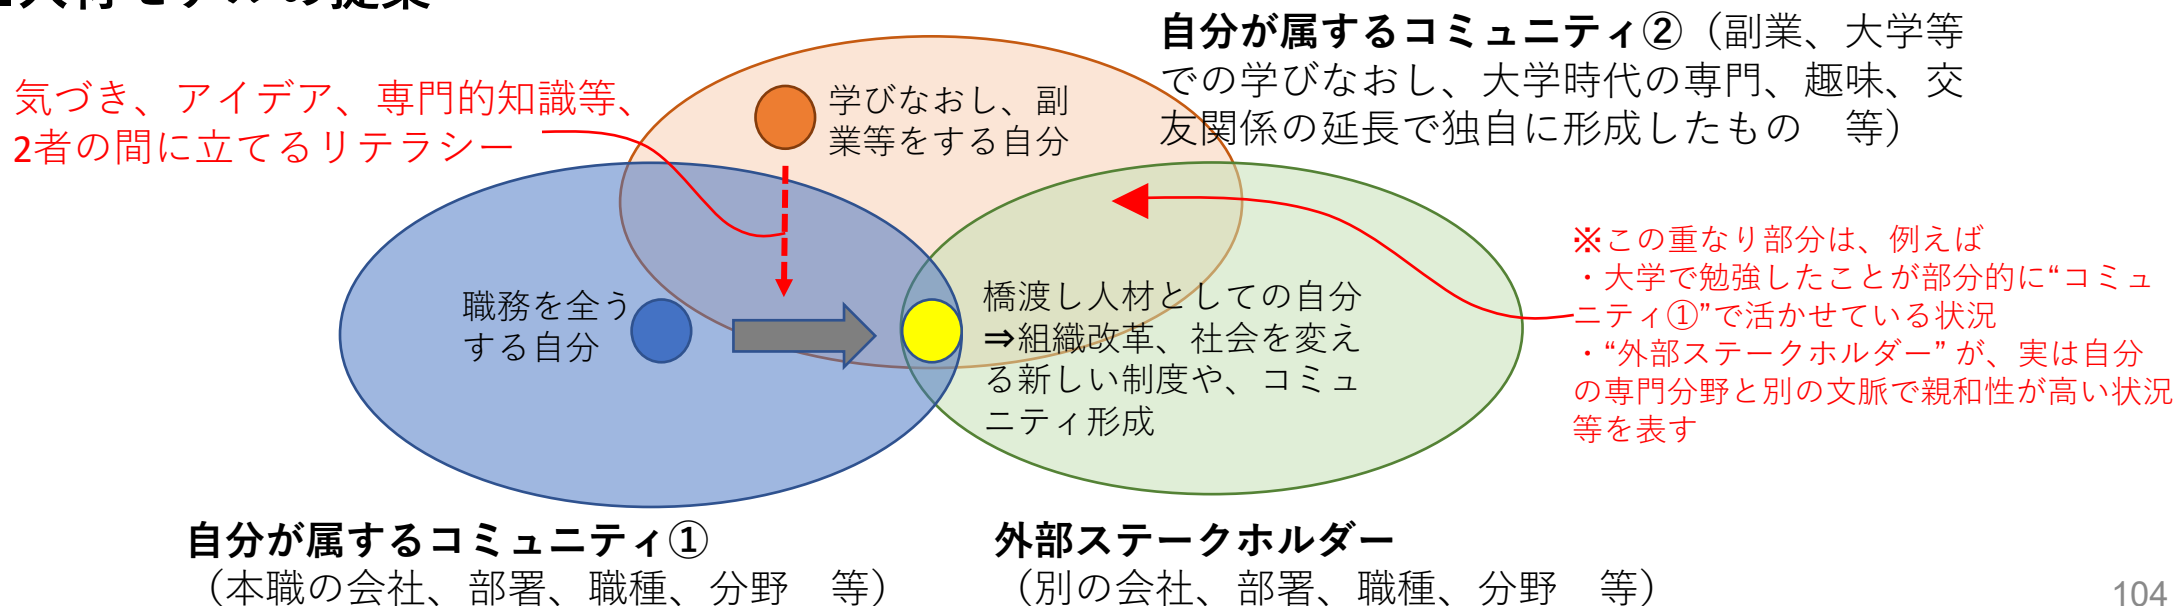 自分が属するコミュニティ②（副業、大学等
での学びなおし、大学時代の専門、趣味、交
友関係の延長で独自に形成したもの　等）
気づき、アイデア、専門的知識等、
2者の間に立てるリテラシー
学びなおし、副
業等をする自分
※この重なり部分は、例えば
・大学で勉強したことが部分的に“コミュ
ニティ①”で活かせている状況
・“外部ステークホルダー” が、実は自分
の専門分野と別の文脈で親和性が高い状況
等を表す
職務を全う
する自分
橋渡し人材としての自分
⇒組織改革、社会を変え
る新しい制度や、コミュ
ニティ形成
自分が属するコミュニティ①
（本職の会社、部署、職種、分野　等）
外部ステークホルダー
（別の会社、部署、職種、分野　等）
104